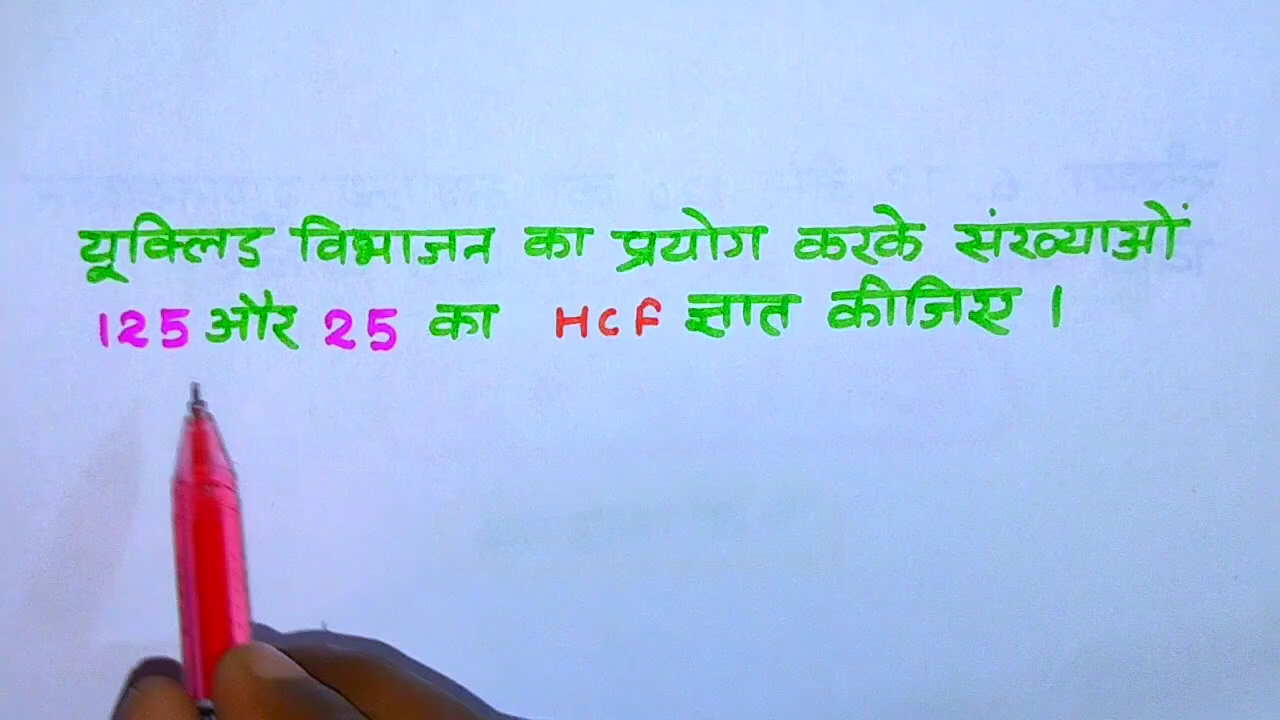 यूक्लिड विभाजन का प्रयोग करके संख्याओं
125 और 25 का HCF ज्ञात कीजिए।